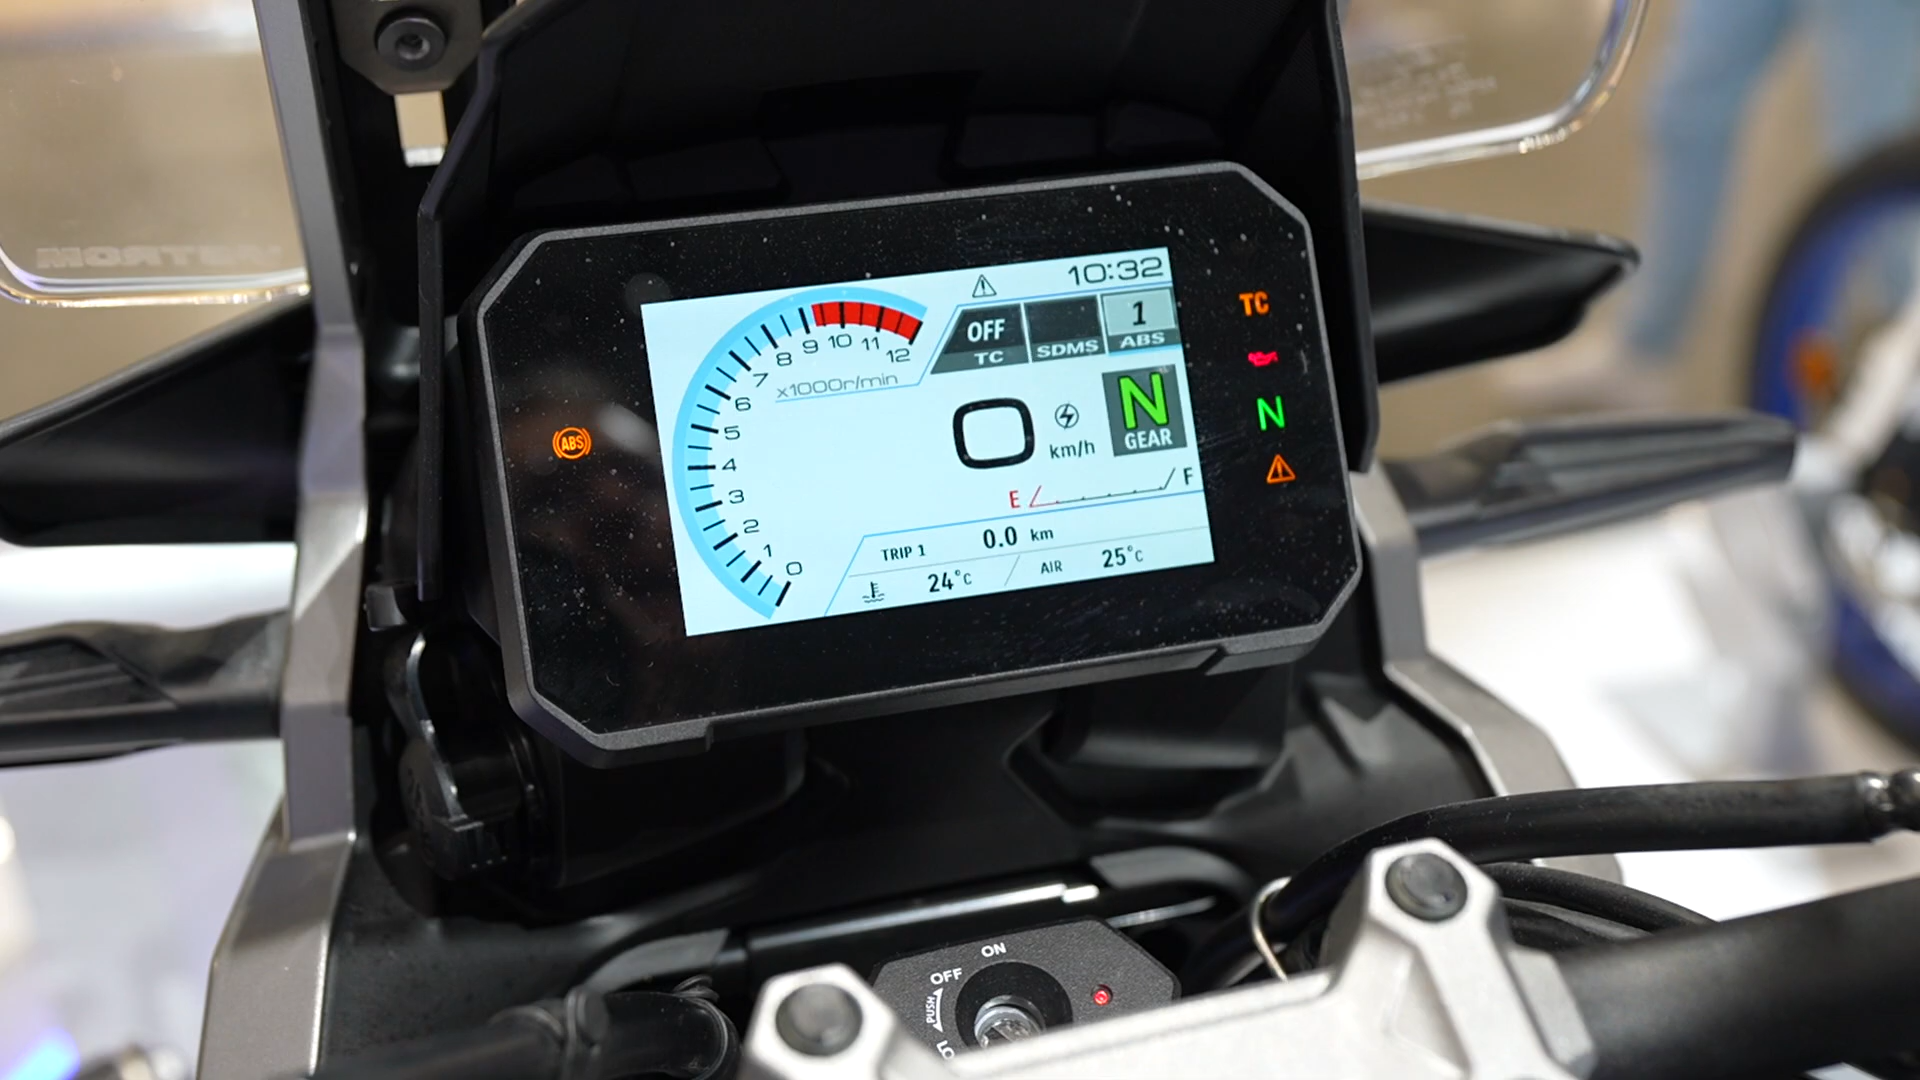 10:32
OFF
TC
SDMS
1
ABS
12
11
10
9
8
7
6
5
4
3
2
1
0
x1000r/min
0
km/h
N
GEAR
E
F
TRIP 1 0.0 km
24°C
AIR 25°C
ABS
TC
N
ON
OFF
PUSH